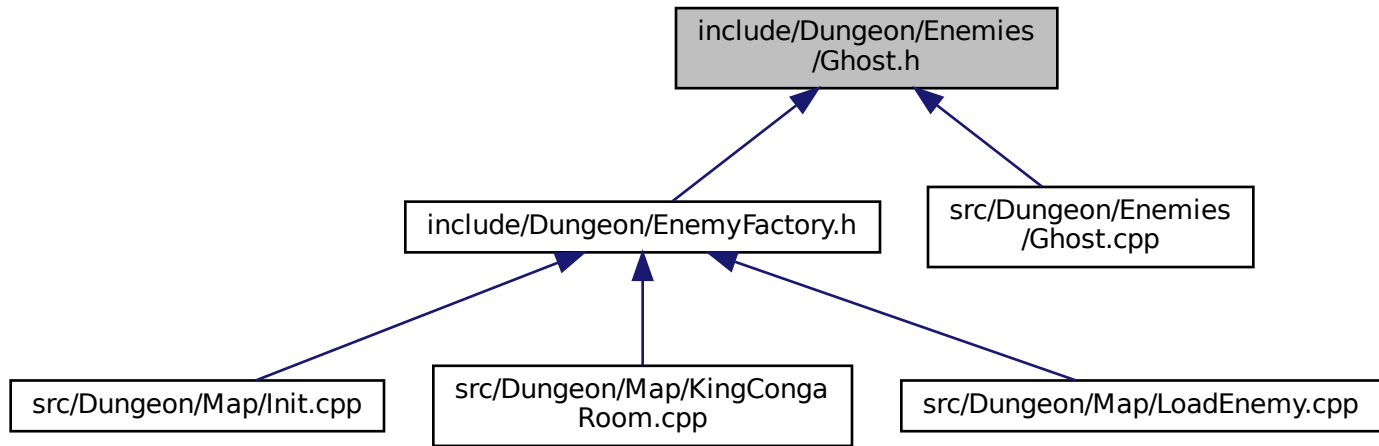 include/Dungeon/Enemies
/Ghost.h
include/Dungeon/EnemyFactory.h
src/Dungeon/Enemies
/Ghost.cpp
src/Dungeon/Map/Init.cpp
src/Dungeon/Map/KingConga
Room.cpp
src/Dungeon/Map/LoadEnemy.cpp